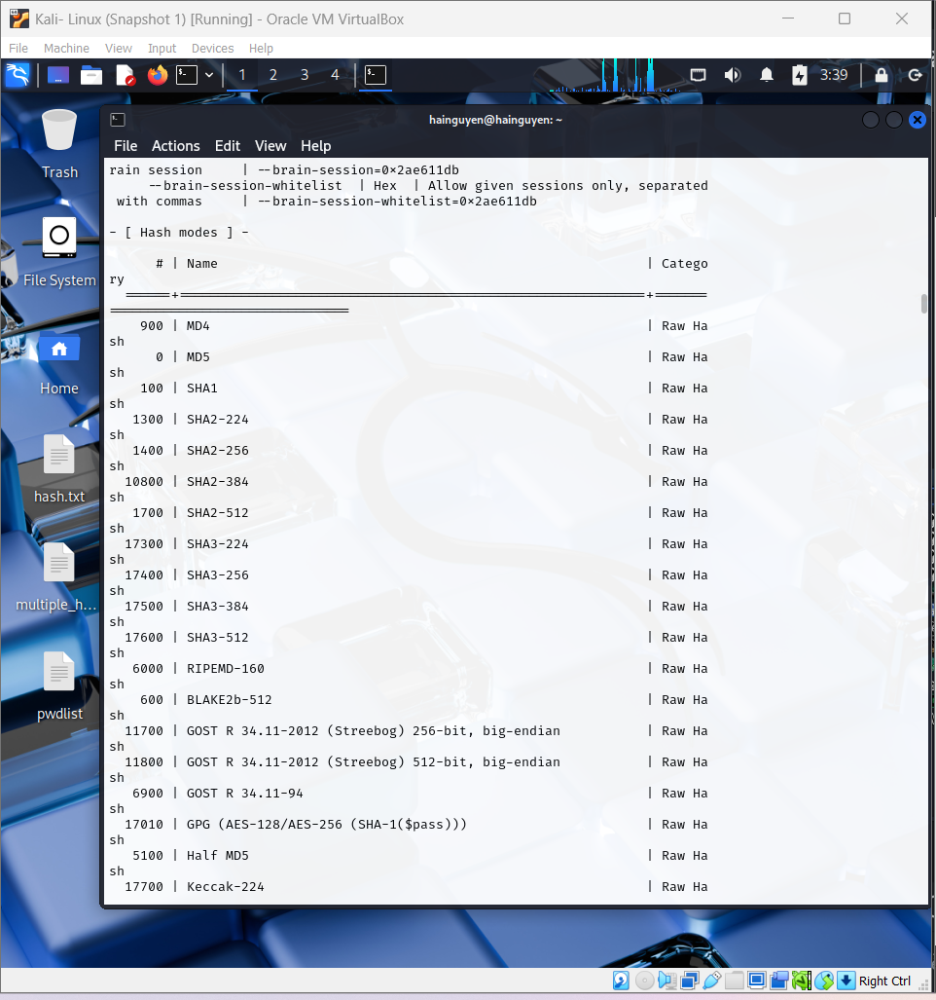 Kali- Linux (Snapshot 1) [Running] - Oracle VM VirtualBox
File Machine View Input Devices Help
1 2 3 4 3:39
hainguyen@hainguyen: ~
File Actions Edit View Help
Trash
File System
Home
hash.txt
multiple_h...
pwdlist
rain session     | --brain-session=0×2ae611db
     --brain-session-whitelist  | Hex  | Allow given sessions only, separated
 with commas     | --brain-session-whitelist=0×2ae611db
- [ Hash modes ] -
      # | Name                                                       | Catego
ry
  ======+============================================================+=======
===============================
    900 | MD4                                                        | Raw Ha
sh
      0 | MD5                                                        | Raw Ha
sh
    100 | SHA1                                                       | Raw Ha
sh
   1300 | SHA2-224                                                   | Raw Ha
sh
   1400 | SHA2-256                                                   | Raw Ha
sh
  10800 | SHA2-384                                                   | Raw Ha
sh
   1700 | SHA2-512                                                   | Raw Ha
sh
  17300 | SHA3-224                                                   | Raw Ha
sh
  17400 | SHA3-256                                                   | Raw Ha
sh
  17500 | SHA3-384                                                   | Raw Ha
sh
  17600 | SHA3-512                                                   | Raw Ha
sh
   6000 | RIPEMD-160                                                 | Raw Ha
sh
    600 | BLAKE2b-512                                                | Raw Ha
sh
  11700 | GOST R 34.11-2012 (Streebog) 256-bit, big-endian           | Raw Ha
sh
  11800 | GOST R 34.11-2012 (Streebog) 512-bit, big-endian           | Raw Ha
sh
   6900 | GOST R 34.11-94                                            | Raw Ha
sh
  17010 | GPG (AES-128/AES-256 (SHA-1($pass)))                       | Raw Ha
sh
   5100 | Half MD5                                                   | Raw Ha
sh
  17700 | Keccak-224                                                 | Raw Ha
Right Ctrl